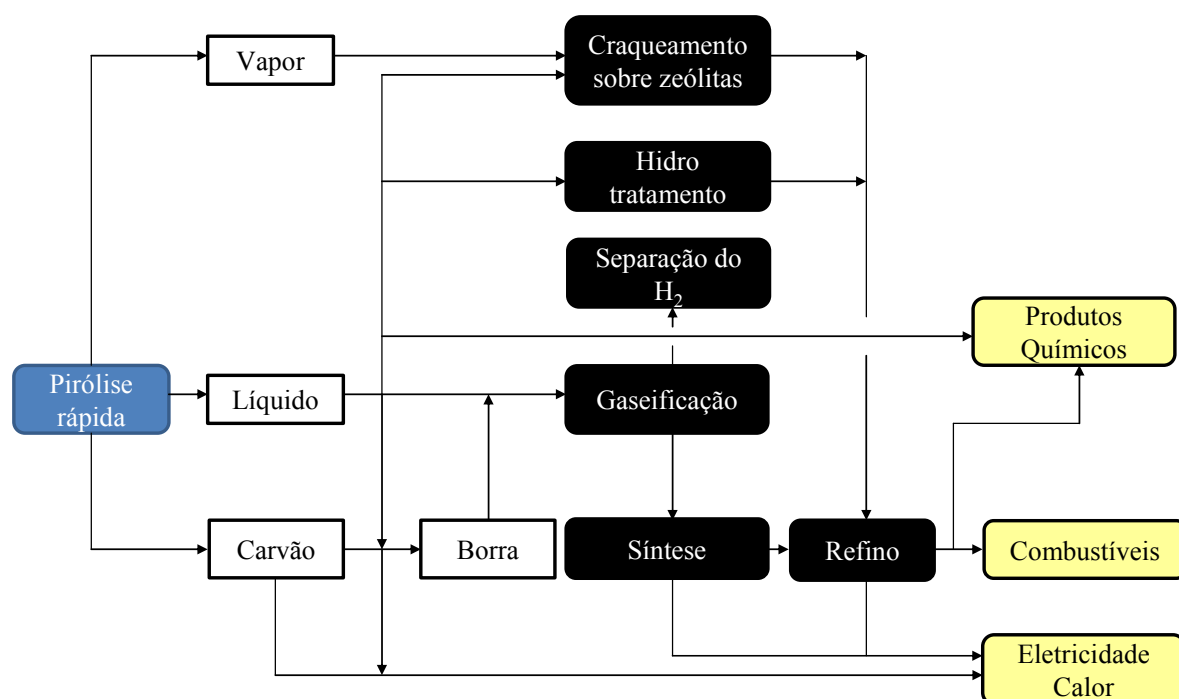 Vapor
Craqueamento
sobre zeólitas
Hidro
tratamento
Separação do
H₂
Produtos
Químicos
Pirólise
rápida
Líquido
Gaseificação
Carvão
Borra
Síntese
Refino
Combustíveis
Eletricidade
Calor